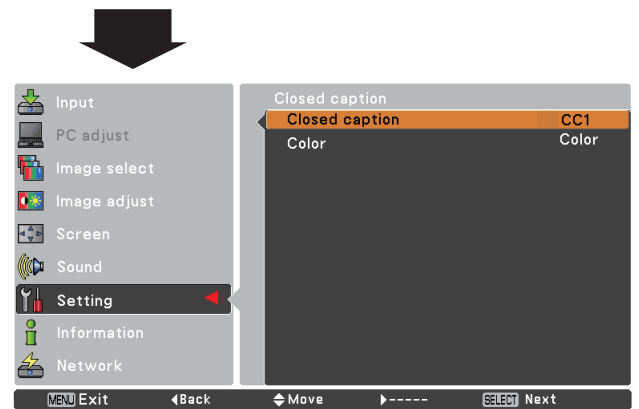 Input
PC adjust
Image select
Image adjust
Screen
Sound
Setting
Information
Network
Closed caption
Closed caption CC1
Color Color
MENU Exit Back Move ----- SELECT Next